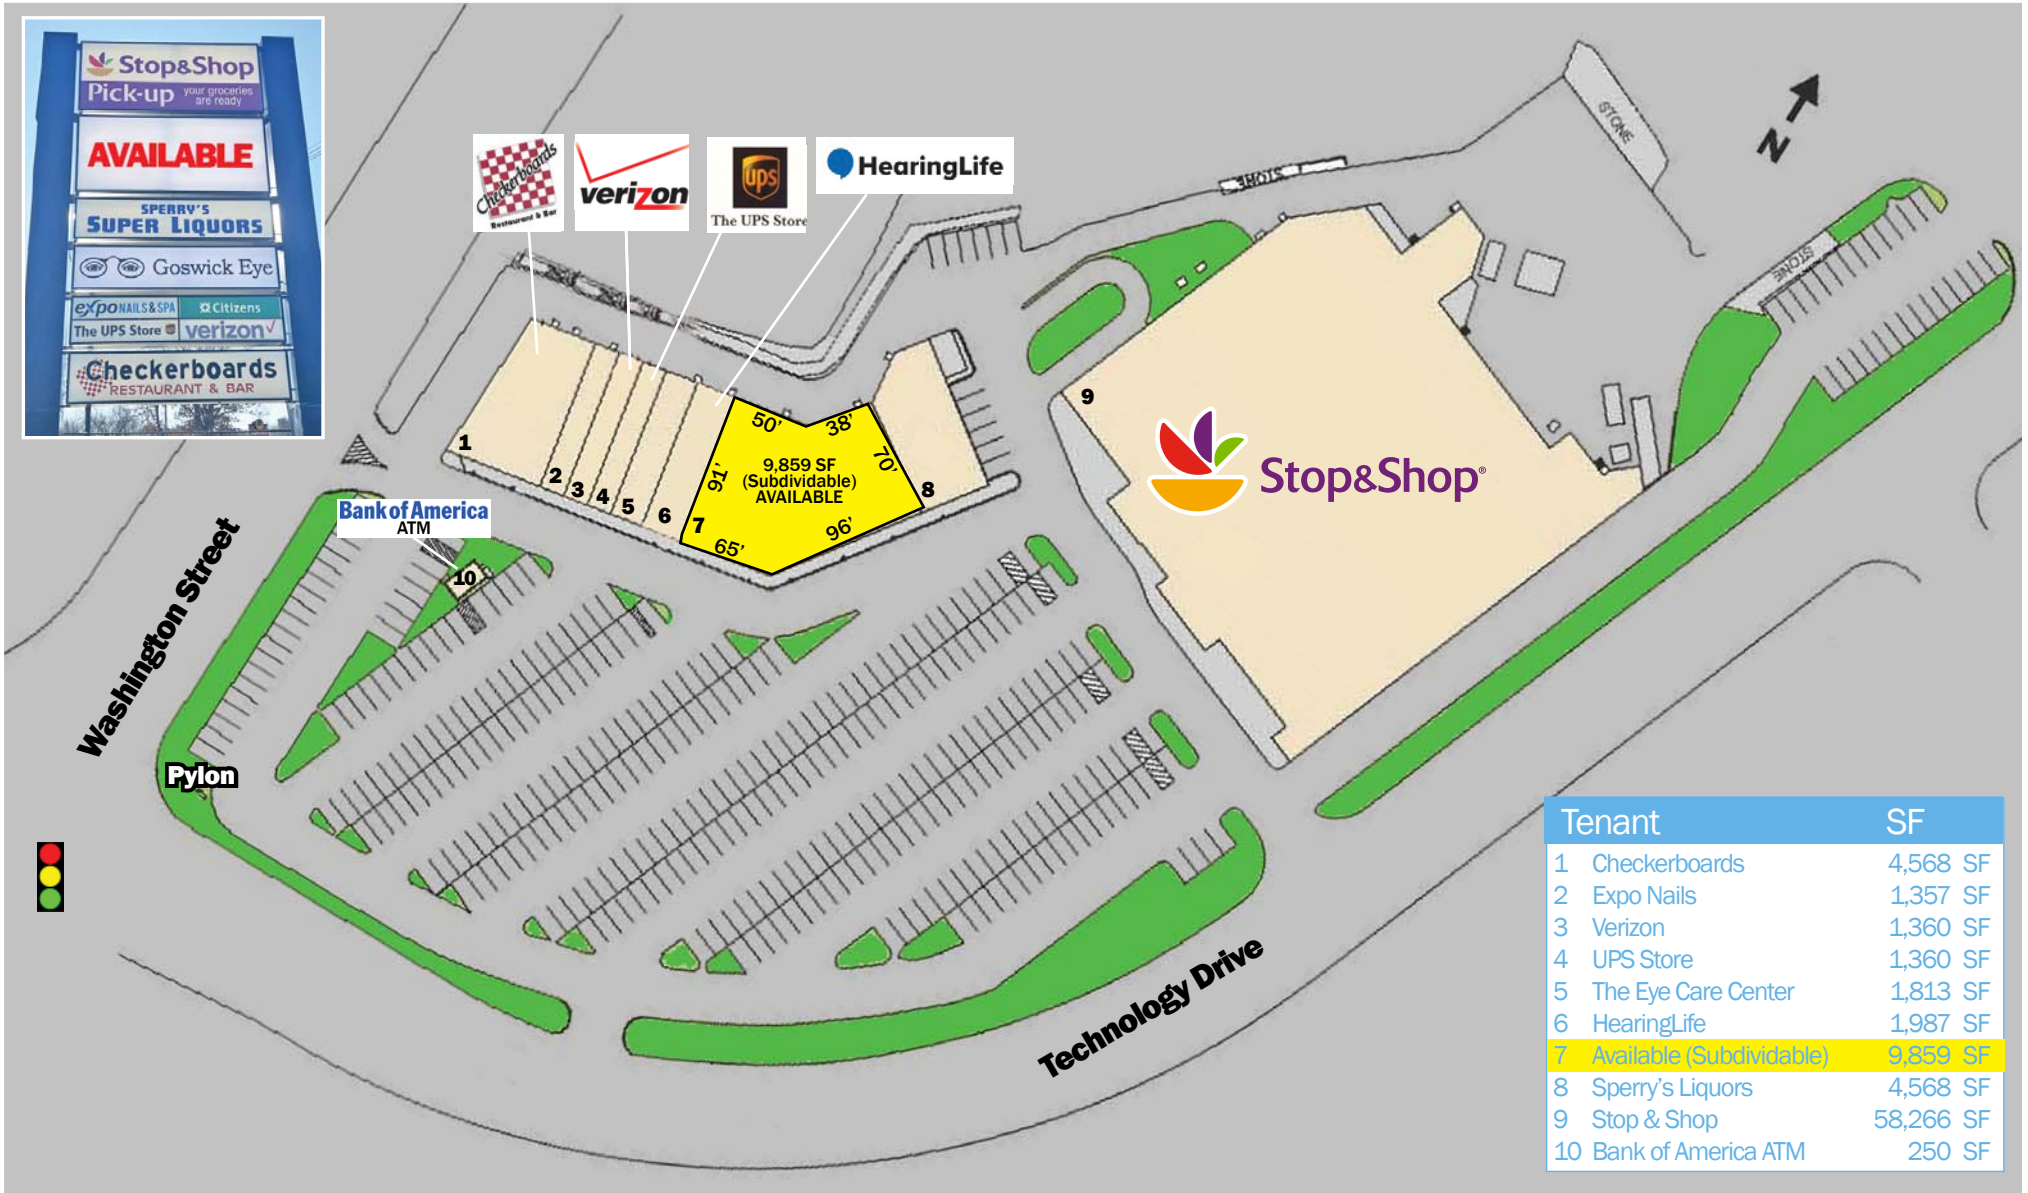 Stop&Shop
Pick-up your groceries are ready
AVAILABLE
SPERRY'S
SUPER LIQUORS
Goswick Eye
expo NAILS & SPA
Citizens
The UPS Store ups
verizon
Checkerboards
RESTAURANT & BAR
Checkerboards
Restaurant & Bar
verizon
ups
The UPS Store
HearingLife
STONE
STONE
STONE
N
1
2
3
4
5
6
7
8
9
10
50'
38'
91'
70'
65'
96'
9,859 SF
(Subdividable)
AVAILABLE
Stop&Shop®
Bank of America
ATM
Washington Street
Pylon
Technology Drive
Tenant SF
1 Checkerboards 4,568 SF
2 Expo Nails 1,357 SF
3 Verizon 1,360 SF
4 UPS Store 1,360 SF
5 The Eye Care Center 1,813 SF
6 HearingLife 1,987 SF
7 Available (Subdividable) 9,859 SF
8 Sperry's Liquors 4,568 SF
9 Stop & Shop 58,266 SF
10 Bank of America ATM 250 SF